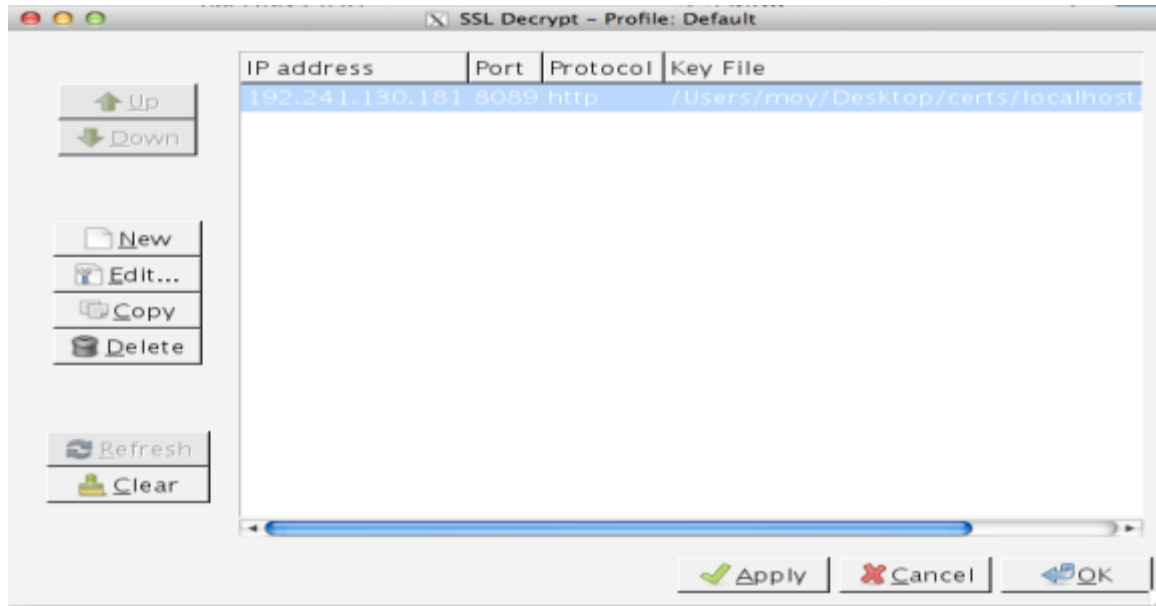 SSL Decrypt – Profile: Default
IP address Port Protocol Key File
192.241.130.181 8089 http /Users/moy/Desktop/certs/localhost.
Up
Down
New
Edit...
Copy
Delete
Refresh
Clear
Apply Cancel OK